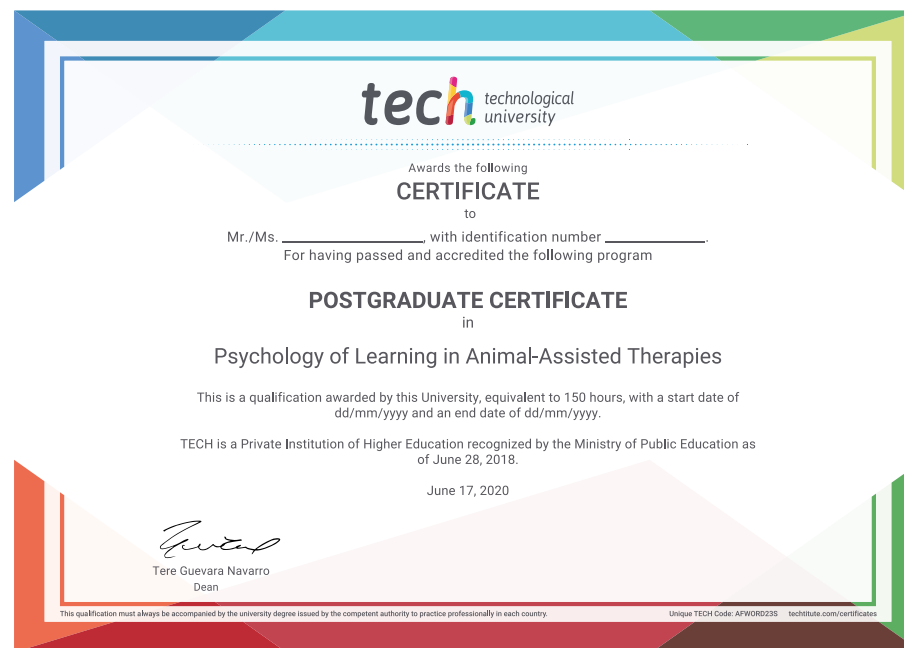 tech technological
university
Awards the following
CERTIFICATE
to
Mr./Ms. ____________________, with identification number ______________.
For having passed and accredited the following program
POSTGRADUATE CERTIFICATE
in
Psychology of Learning in Animal-Assisted Therapies
This is a qualification awarded by this University, equivalent to 150 hours, with a start date of
dd/mm/yyyy and an end date of dd/mm/yyyy.
TECH is a Private Institution of Higher Education recognized by the Ministry of Public Education as
of June 28, 2018.
June 17, 2020
Tere Guevara Navarro
Dean
This qualification must always be accompanied by the university degree issued by the competent authority to practice professionally in each country. Unique TECH Code: AFWORD23S techtitute.com/certificates